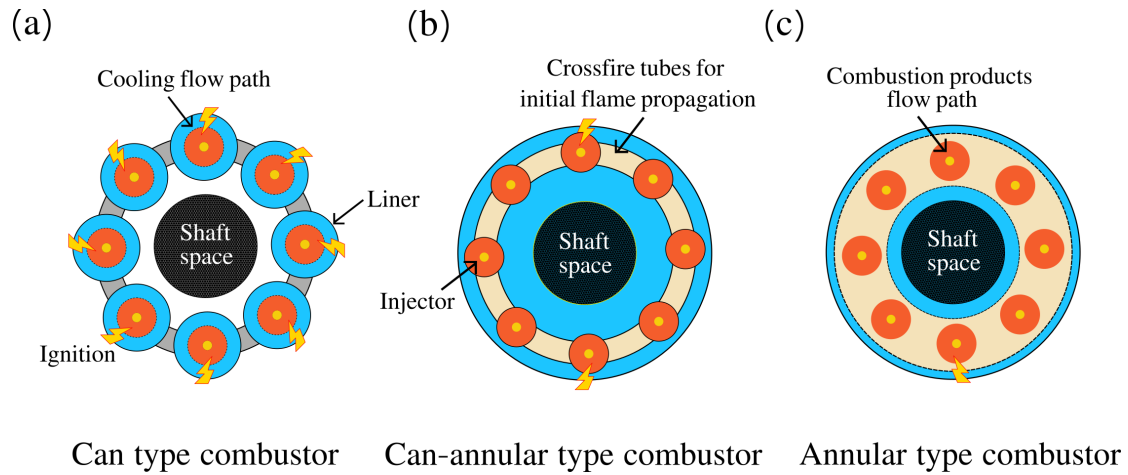 (a)
Cooling flow path
Shaft
space
Liner
Ignition
Can type combustor
(b)
Crossfire tubes for
initial flame propagation
Shaft
space
Injector
Can-annular type combustor
(c)
Combustion products
flow path
Shaft
space
Annular type combustor